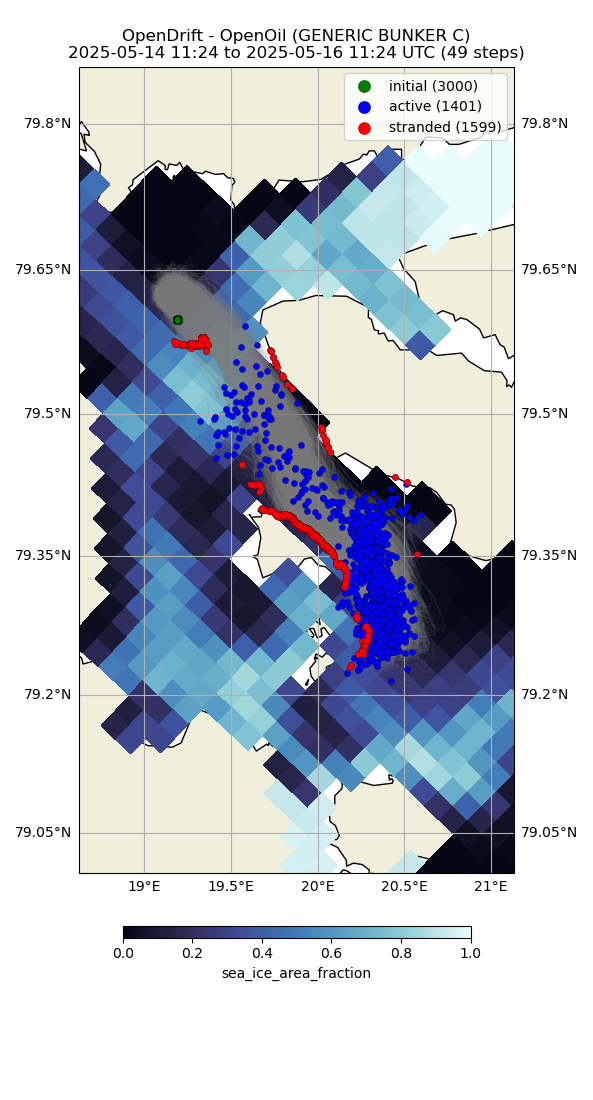 OpenDrift - OpenOil (GENERIC BUNKER C)
2025-05-14 11:24 to 2025-05-16 11:24 UTC (49 steps)
initial (3000)
active (1401)
stranded (1599)
79.8°N 79.8°N
79.65°N 79.65°N
79.5°N 79.5°N
79.35°N 79.35°N
79.2°N 79.2°N
79.05°N 79.05°N
19°E 19.5°E 20°E 20.5°E 21°E
0.0 0.2 0.4 0.6 0.8 1.0
sea_ice_area_fraction